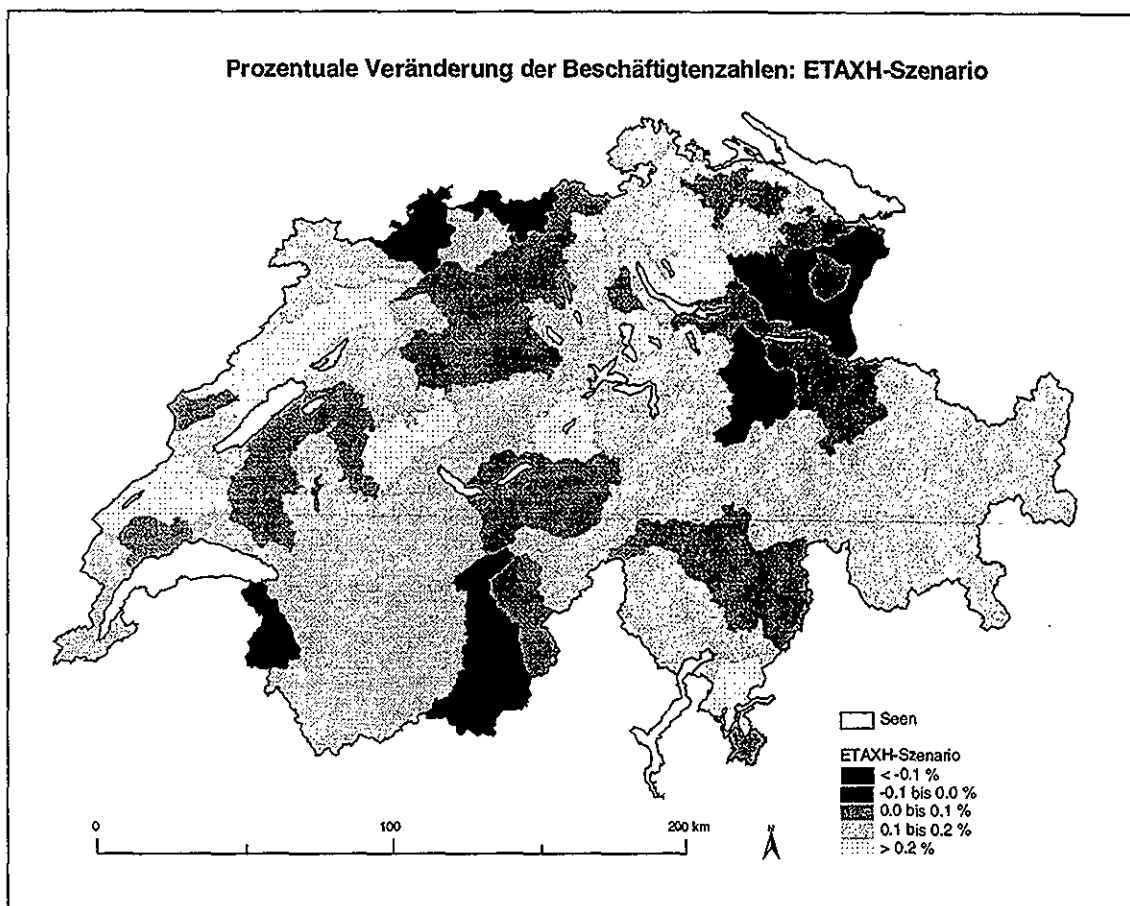 Prozentuale Veränderung der Beschäftigtenzahlen: ETAXH-Szenario
Seen
ETAXH-Szenario
< -0.1 %
-0.1 bis 0.0 %
0.0 bis 0.1 %
0.1 bis 0.2 %
> 0.2 %
0 100 200 km
N